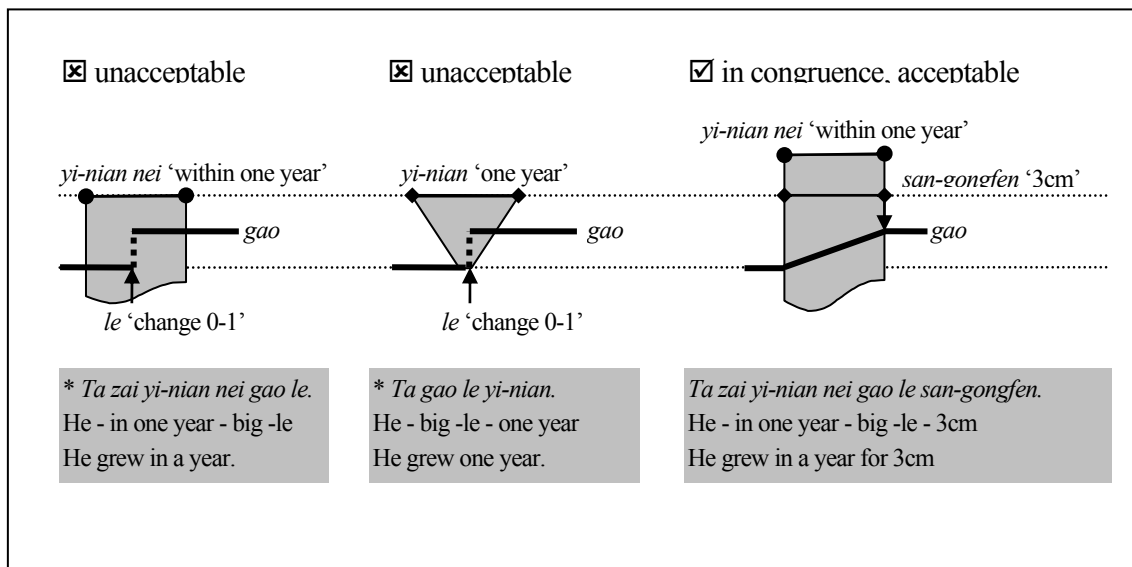 ☒ unacceptable
yi-nian nei ‘within one year’
gao
le ‘change 0-1’
* Ta zai yi-nian nei gao le.
He - in one year - big -le
He grew in a year.
☒ unacceptable
yi-nian ‘one year’
gao
le ‘change 0-1’
* Ta gao le yi-nian.
He - big -le - one year
He grew one year.
☑ in congruence, acceptable
yi-nian nei ‘within one year’
san-gongfen ‘3cm’
gao
Ta zai yi-nian nei gao le san-gongfen.
He - in one year - big -le - 3cm
He grew in a year for 3cm